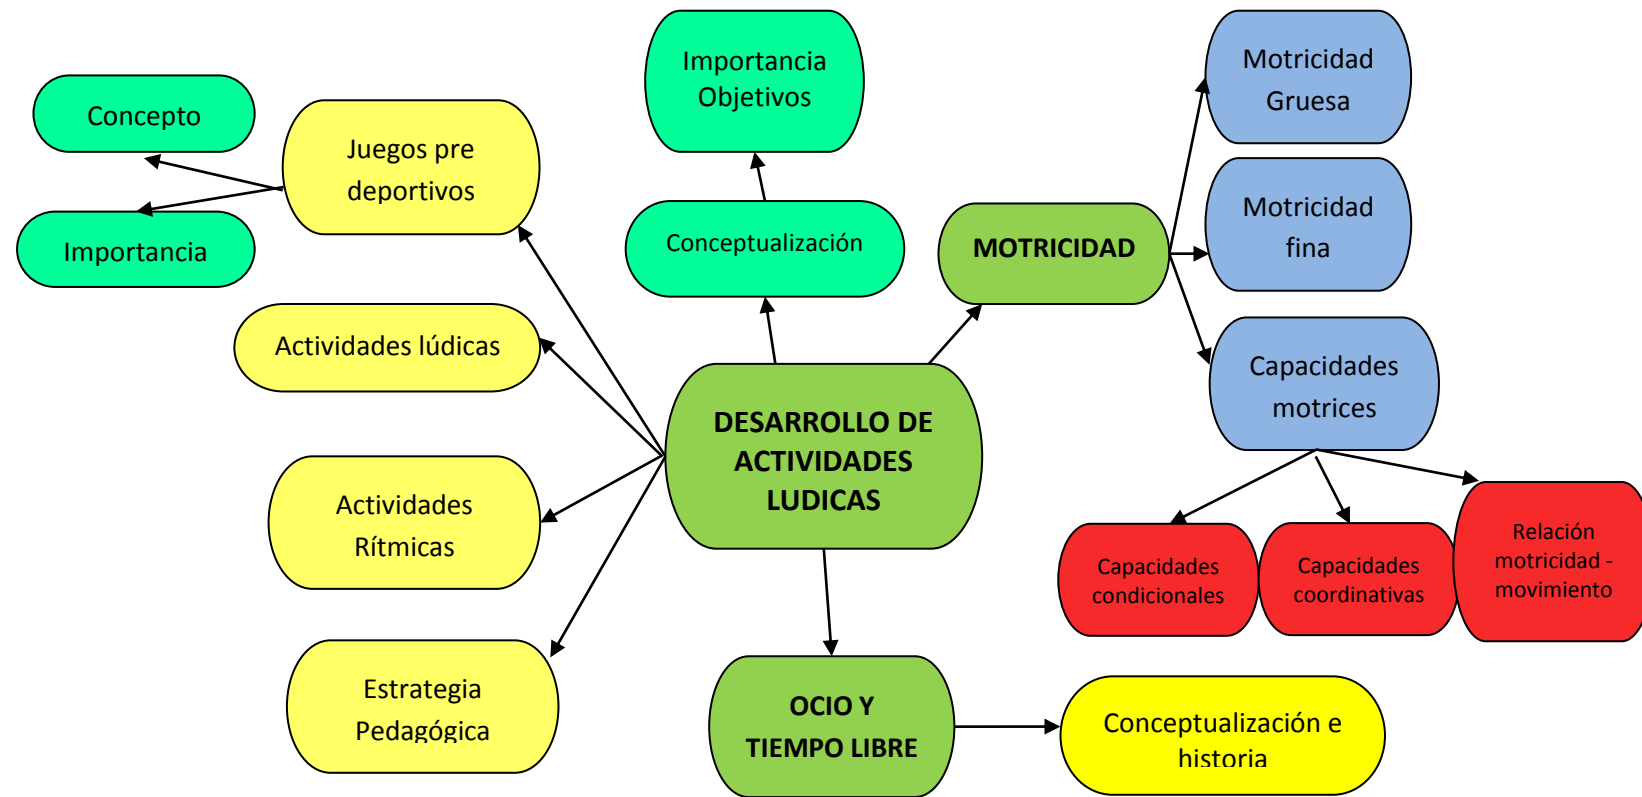 Importancia
Objetivos
Motricidad
Gruesa
Concepto
Juegos pre
deportivos
Importancia
Conceptualización
MOTRICIDAD
Motricidad
fina
Actividades lúdicas
Capacidades
motrices
DESARROLLO DE
ACTIVIDADES
LUDICAS
Actividades
Rítmicas
Capacidades
condicionales
Capacidades
coordinativas
Relación
motricidad -
movimiento
Estrategia
Pedagógica
OCIO Y
TIEMPO LIBRE
Conceptualización e
historia